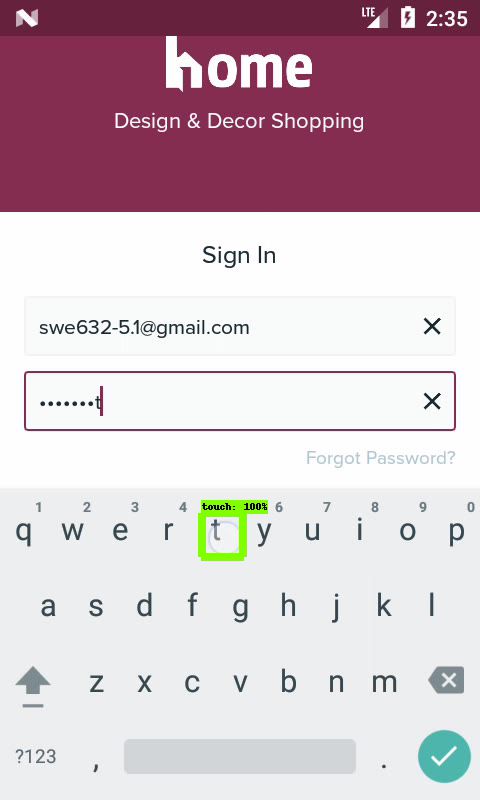 LTE 2:35
home
Design & Decor Shopping
Sign In
swe632-5.1@gmail.com
•••••••t
Forgot Password?
touch: 100%
1 2 3 4 6 7 8 9 0
q w e r t y u i o p
a s d f g h j k l
z x c v b n m
?123 , .